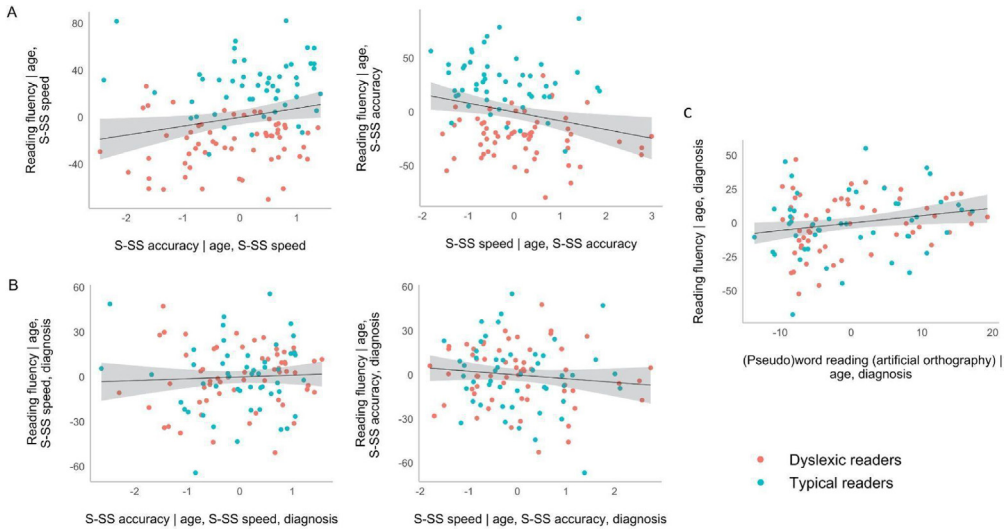 A
Reading fluency | age,
S-SS speed
80
40
0
-40
-2
-1
0
1
S-SS accuracy | age, S-SS speed
Reading fluency | age,
S-SS accuracy
50
0
-50
-2
-1
0
1
2
3
S-SS speed | age, S-SS accuracy
B
Reading fluency | age,
S-SS speed, diagnosis
60
30
0
-30
-60
-2
-1
0
1
S-SS accuracy | age, S-SS speed, diagnosis
Reading fluency | age,
S-SS accuracy, diagnosis
60
30
0
-30
-60
-2
-1
0
1
2
S-SS speed | age, S-SS accuracy, diagnosis
C
Reading fluency | age, diagnosis
50
25
0
-25
-50
-10
0
10
20
(Pseudo)word reading (artificial orthography) |
age, diagnosis
Dyslexic readers
Typical readers